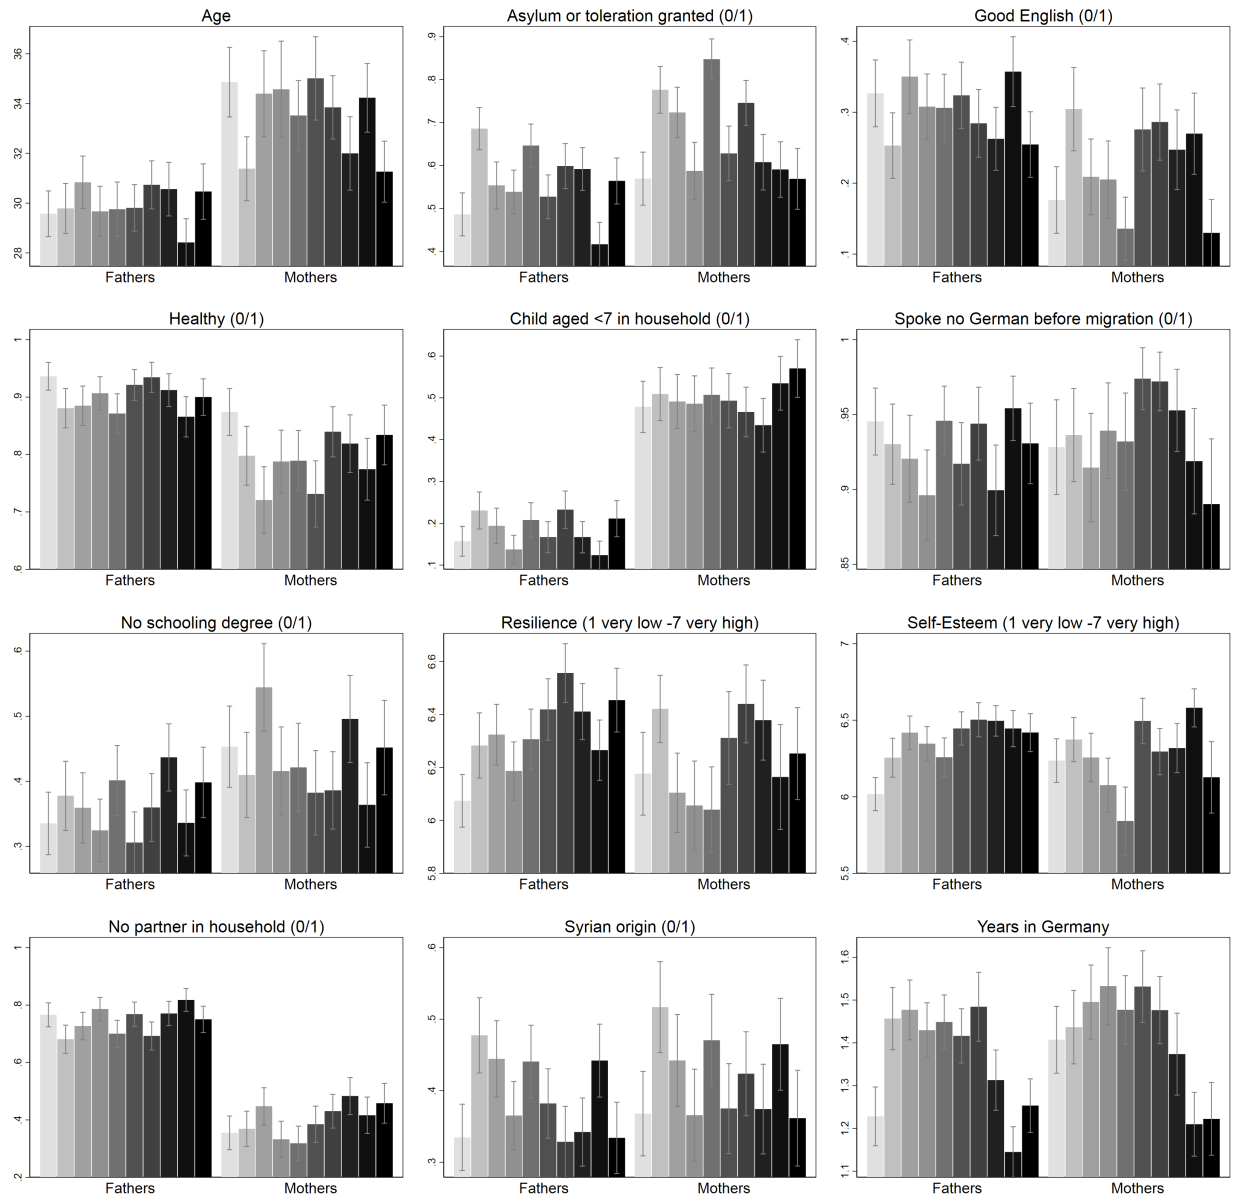 Age
36
34
32
30
28
Fathers
Mothers
Asylum or toleration granted (0/1)
.9
.8
.7
.6
.5
.4
Fathers
Mothers
Good English (0/1)
.4
.3
.2
.1
Fathers
Mothers
Healthy (0/1)
1
.9
.8
.7
.6
Fathers
Mothers
Child aged <7 in household (0/1)
.6
.5
.4
.3
.2
.1
Fathers
Mothers
Spoke no German before migration (0/1)
1
.95
.9
.85
Fathers
Mothers
No schooling degree (0/1)
.6
.5
.4
.3
Fathers
Mothers
Resilience (1 very low -7 very high)
6.6
6.4
6.2
6
5.8
Fathers
Mothers
Self-Esteem (1 very low -7 very high)
7
6.5
6
5.5
Fathers
Mothers
No partner in household (0/1)
1
.8
.6
.4
.2
Fathers
Mothers
Syrian origin (0/1)
.6
.5
.4
.3
Fathers
Mothers
Years in Germany
1.6
1.5
1.4
1.3
1.2
1.1
Fathers
Mothers